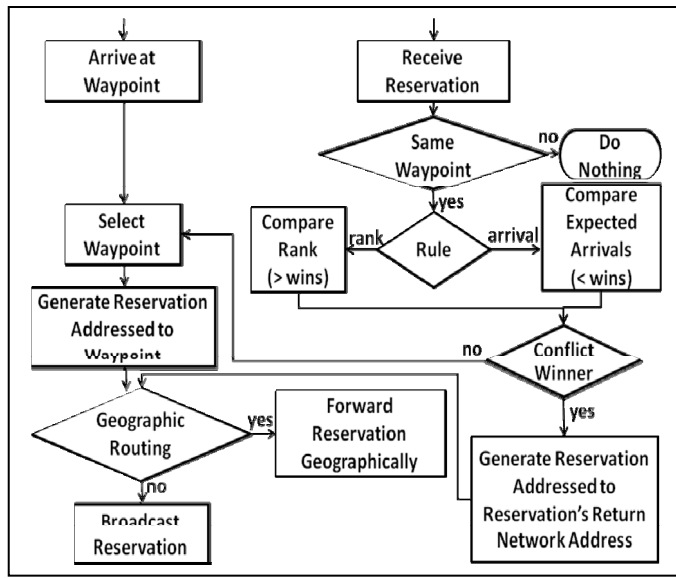 Arrive at
Waypoint
Select
Waypoint
Generate Reservation
Addressed to
Waypoint
Geographic
Routing
yes
Forward
Reservation
Geographically
no
Broadcast
Reservation
Receive
Reservation
Same
Waypoint
no
Do
Nothing
yes
Rule
rank
Compare
Rank
(> wins)
arrival
Compare
Expected
Arrivals
(< wins)
Conflict
Winner
no
yes
Generate Reservation
Addressed to
Reservation's Return
Network Address